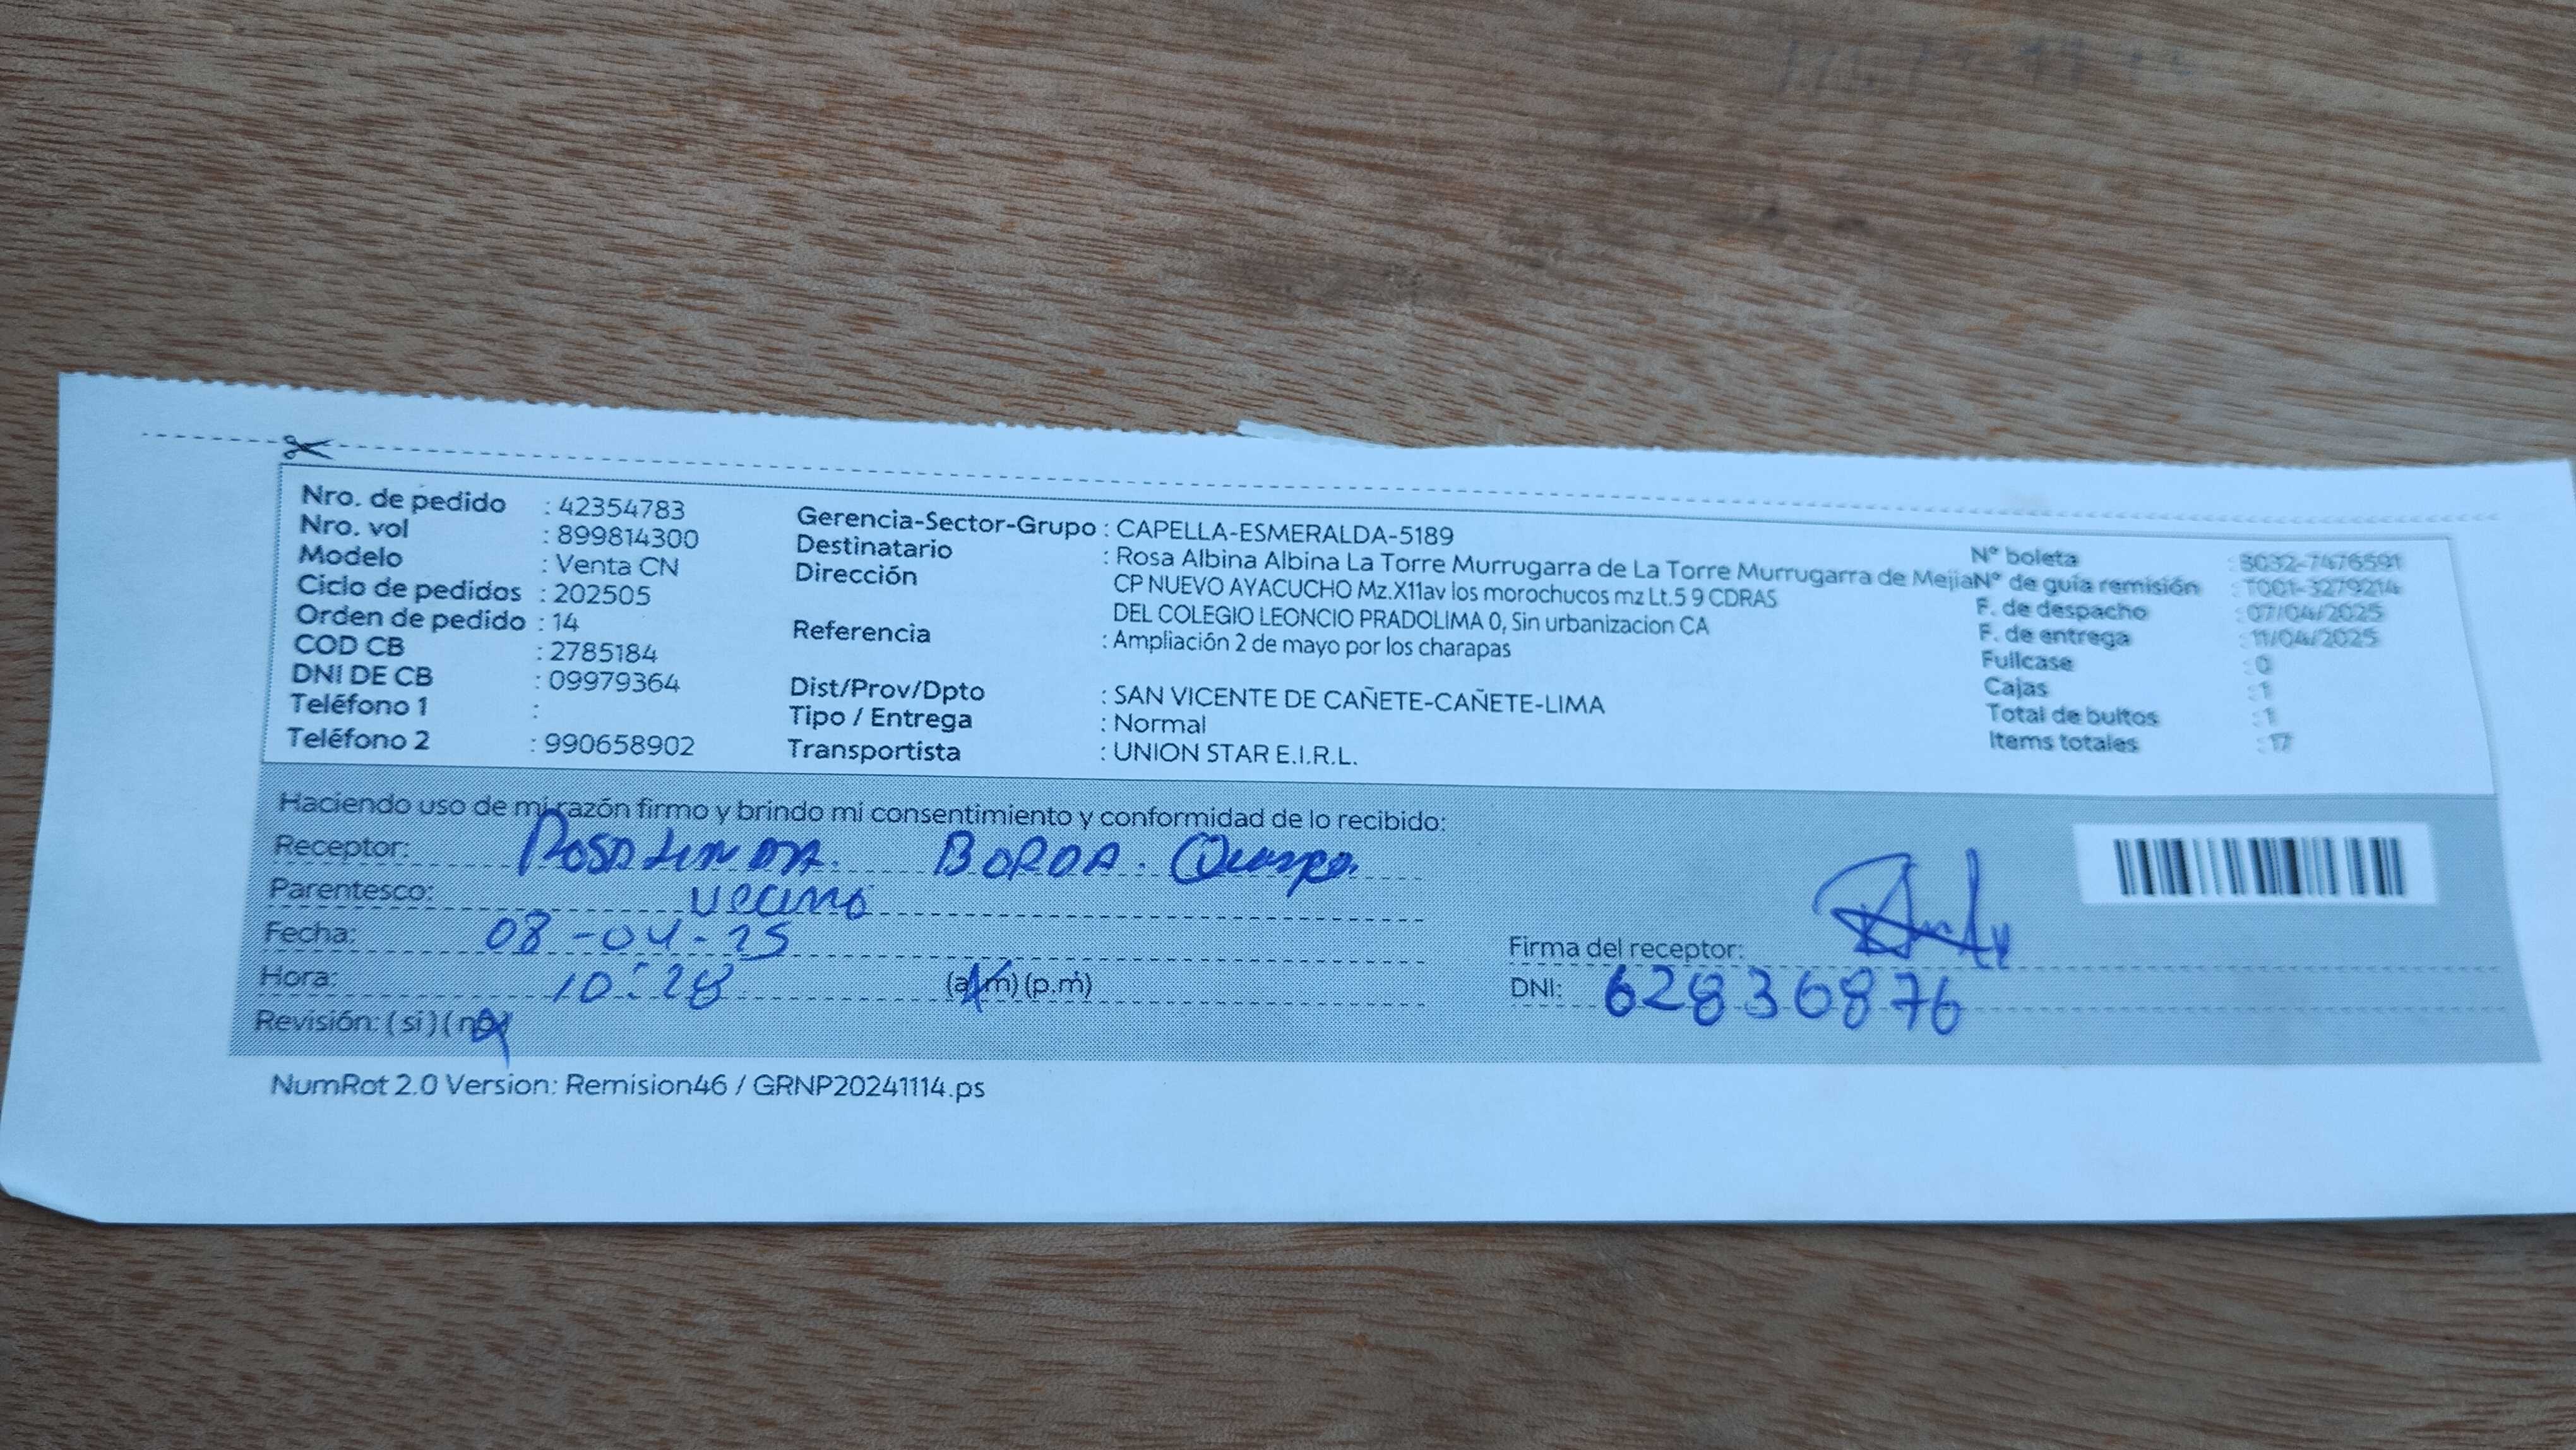 Nro. de pedido : 42354783
Nro. vol : 899814300
Modelo : Venta CN
Ciclo de pedidos : 202505
Orden de pedido : 14
COD CB : 2785184
DNI DE CB : 09979364
Teléfono 1 :
Teléfono 2 : 990658902
Gerencia-Sector-Grupo : CAPELLA-ESMERALDA-5189
Destinatario : Rosa Albina Albina La Torre Murrugarra de La Torre Murrugarra de Mejia
Dirección CP NUEVO AYACUCHO Mz.X11av los morochucos mz Lt.5 9 CDRAS
DEL COLEGIO LEONCIO PRADOLIMA 0, Sin urbanizacion CA
Referencia : Ampliación 2 de mayo por los charapas
Dist/Prov/Dpto : SAN VICENTE DE CAÑETE-CAÑETE-LIMA
Tipo / Entrega : Normal
Transportista : UNION STAR E.I.R.L.
N° boleta : B032-7476591
N° de guía remisión : T001-3279214
F. de despacho : 07/04/2025
F. de entrega : 11/04/2025
Fullcase : 0
Cajas : 1
Total de bultos : 1
Items totales : 17
Haciendo uso de mi razón firmo y brindo mi consentimiento y conformidad de lo recibido:
Receptor: BORDA.
Parentesco: vecino
Fecha: 08-04-25
Hora: 10:28 (a.m) (p.m)
Revisión: (si) (no)
Firma del receptor:
DNI: 62836876
NumRot 2.0 Version: Remision46 / GRNP20241114.ps